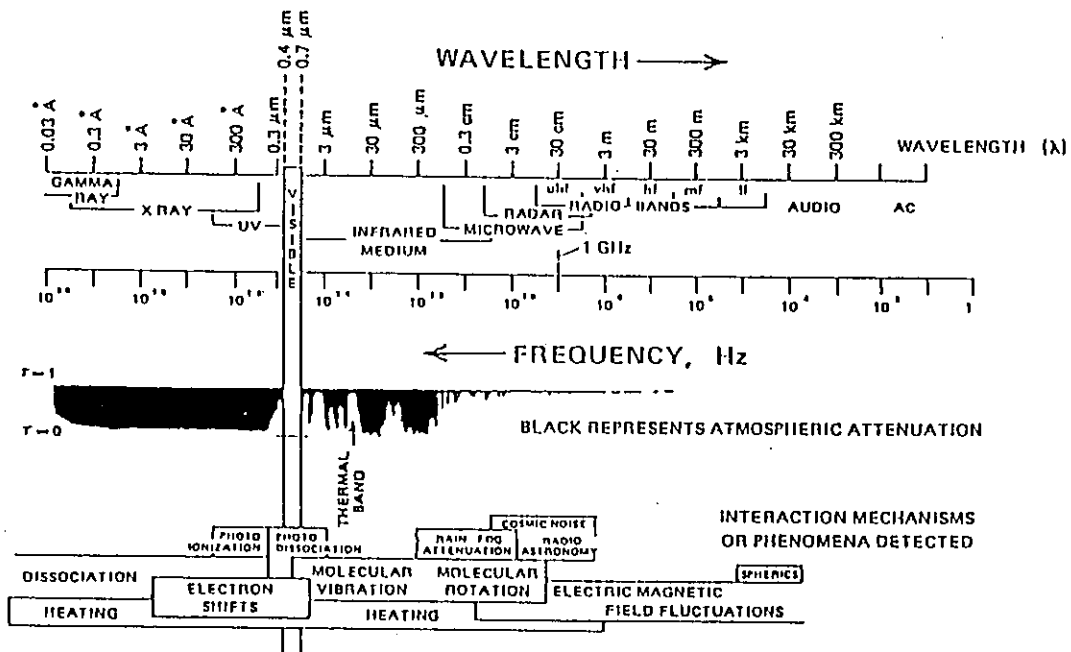 0.4 μm
0.7 μm
WAVELENGTH
0.03 Å
0.3 Å
3 Å
30 Å
300 Å
0.3 μm
3 μm
30 μm
300 μm
0.3 cm
3 cm
30 cm
3 m
30 m
300 m
3 km
30 km
300 km
WAVELENGTH (λ)
GAMMA
RAY
X RAY
UV
VISIBLE
INFRARED
MEDIUM
MICROWAVE
RADAR
uhf
vhf
hf
mf
lf
RADIO BANDS
AUDIO
AC
1 GHz
1
FREQUENCY, Hz
τ=1
τ=0
BLACK REPRESENTS ATMOSPHERIC ATTENUATION
THERMAL
BAND
PHOTO
IONIZATION
PHOTO
DISSOCIATION
RAIN FOG
ATTENUATION
COSMIC NOISE
RADIO
ASTRONOMY
INTERACTION MECHANISMS
OR PHENOMENA DETECTED
DISSOCIATION
ELECTRON
SHIFTS
MOLECULAR
VIBRATION
MOLECULAR
ROTATION
SPHERICS
ELECTRIC MAGNETIC
FIELD FLUCTUATIONS
HEATING
HEATING